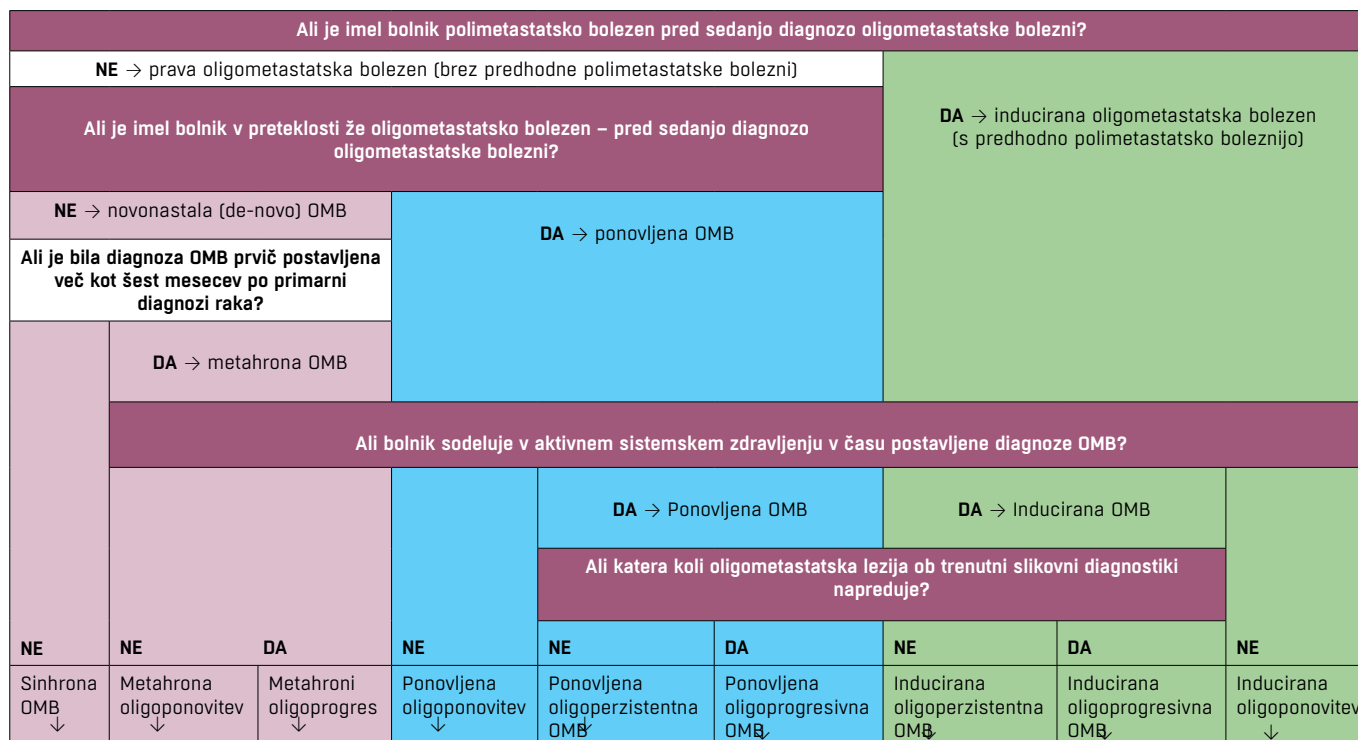 Ali je imel bolnik polimetastatsko bolezen pred sedanjo diagnozo oligometastatske bolezni?
NE → prava oligometastatska bolezen (brez predhodne polimetastatske bolezni)
DA → inducirana oligometastatska bolezen
(s predhodno polimetastatsko boleznijo)
Ali je imel bolnik v preteklosti že oligometastatsko bolezen – pred sedanjo diagnozo
oligometastatske bolezni?
NE → novonastala (de-novo) OMB
DA → ponovljena OMB
Ali je bila diagnoza OMB prvič postavljena
več kot šest mesecev po primarni
diagnozi raka?
DA → metahrona OMB
Ali bolnik sodeluje v aktivnem sistemskem zdravljenju v času postavljene diagnoze OMB?
DA → Ponovljena OMB
DA → Inducirana OMB
Ali katera koli oligometastatska lezija ob trenutni slikovni diagnostiki
napreduje?
NE
NE
DA
NE
NE
DA
NE
DA
NE
Sinhrona
OMB
↓
Metahrona
oligoponovitev
↓
Metahroni
oligoprogres
↓
Ponovljena
oligoponovitev
↓
Ponovljena
oligoperzistentna
OMB
↓
Ponovljena
oligoprogresivna
OMB
↓
Inducirana
oligoperzistentna
OMB
↓
Inducirana
oligoprogresivna
OMB
↓
Inducirana
oligoponovitev
↓